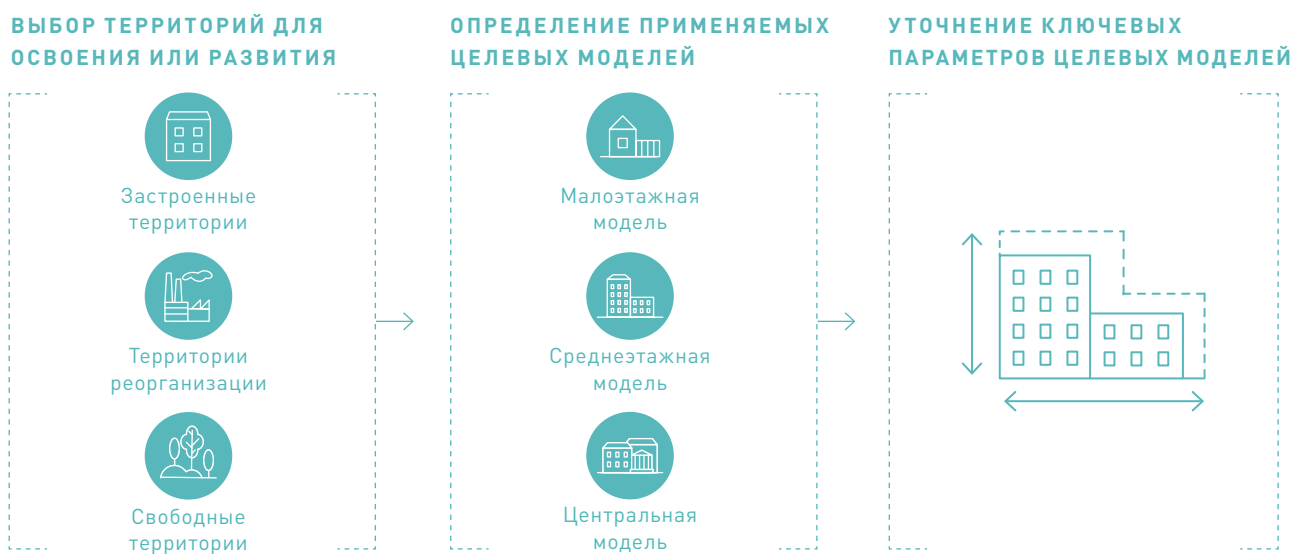 ВЫБОР ТЕРРИТОРИЙ ДЛЯ
ОСВОЕНИЯ ИЛИ РАЗВИТИЯ
Застроенные
территории
Территории
реорганизации
Свободные
территории
ОПРЕДЕЛЕНИЕ ПРИМЕНЯЕМЫХ
ЦЕЛЕВЫХ МОДЕЛЕЙ
Малоэтажная
модель
Среднеэтажная
модель
Центральная
модель
УТОЧНЕНИЕ КЛЮЧЕВЫХ
ПАРАМЕТРОВ ЦЕЛЕВЫХ МОДЕЛЕЙ